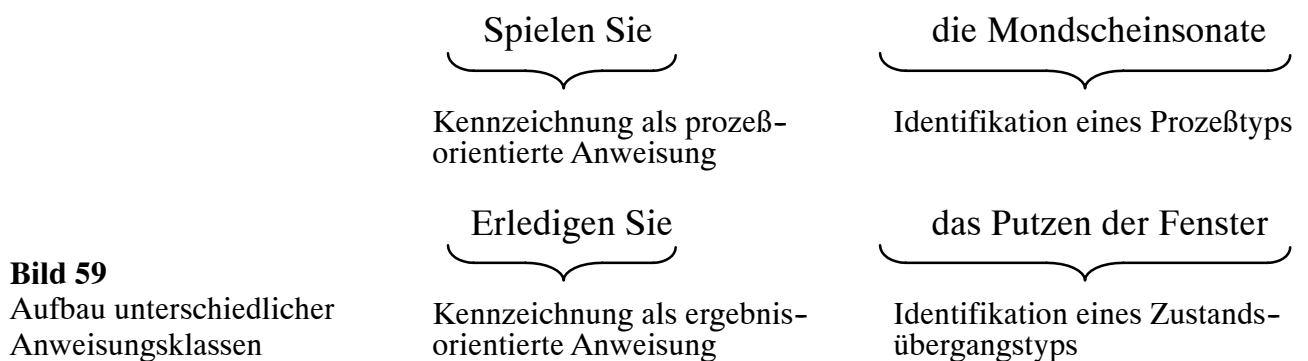 Spielen Sie die Mondscheinsonate
Kennzeichnung als prozeß-
orientierte Anweisung
Identifikation eines Prozeßtyps
Erledigen Sie das Putzen der Fenster
Kennzeichnung als ergebnis-
orientierte Anweisung
Identifikation eines Zustands-
übergangstyps
Bild 59
Aufbau unterschiedlicher
Anweisungsklassen